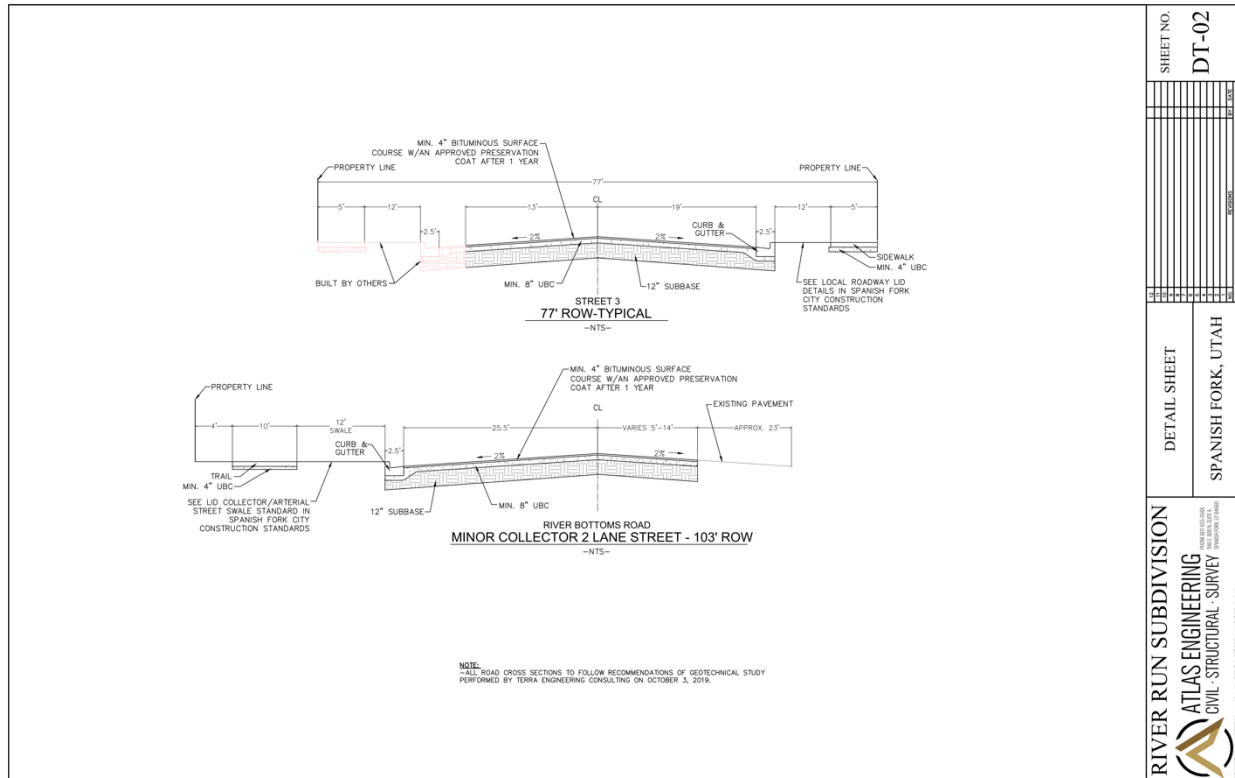 MIN. 4" BITUMINOUS SURFACE
COURSE W/AN APPROVED PRESERVATION
COAT AFTER 1 YEAR
PROPERTY LINE
PROPERTY LINE
77'
CL
5'
12'
13'
19'
12'
5'
2.5'
2%
2%
CURB &
GUTTER
2.5'
SIDEWALK
MIN. 4" UBC
BUILT BY OTHERS
MIN. 8" UBC
12" SUBBASE
SEE LOCAL ROADWAY LID
DETAILS IN SPANISH FORK
CITY CONSTRUCTION
STANDARDS
STREET 3
77' ROW-TYPICAL
-NTS-
MIN. 4" BITUMINOUS SURFACE
COURSE W/AN APPROVED PRESERVATION
COAT AFTER 1 YEAR
PROPERTY LINE
EXISTING PAVEMENT
CL
4'
10'
12'
SWALE
25.5'
VARIES 5'-14'
APPROX. 23'
CURB &
GUTTER
2.5'
2%
2%
TRAIL
MIN. 4" UBC
SEE LID COLLECTOR/ARTERIAL
STREET SWALE STANDARD IN
SPANISH FORK CITY
CONSTRUCTION STANDARDS
12" SUBBASE
MIN. 8" UBC
RIVER BOTTOMS ROAD
MINOR COLLECTOR 2 LANE STREET - 103' ROW
-NTS-
NOTE:
-ALL ROAD CROSS SECTIONS TO FOLLOW RECOMMENDATIONS OF GEOTECHNICAL STUDY
PERFORMED BY TERRA ENGINEERING CONSULTING ON OCTOBER 3, 2019.
SHEET NO.
DT-02
REVISIONS
BY
DATE
DETAIL SHEET
SPANISH FORK, UTAH
RIVER RUN SUBDIVISION
ATLAS ENGINEERING
CIVIL · STRUCTURAL · SURVEY